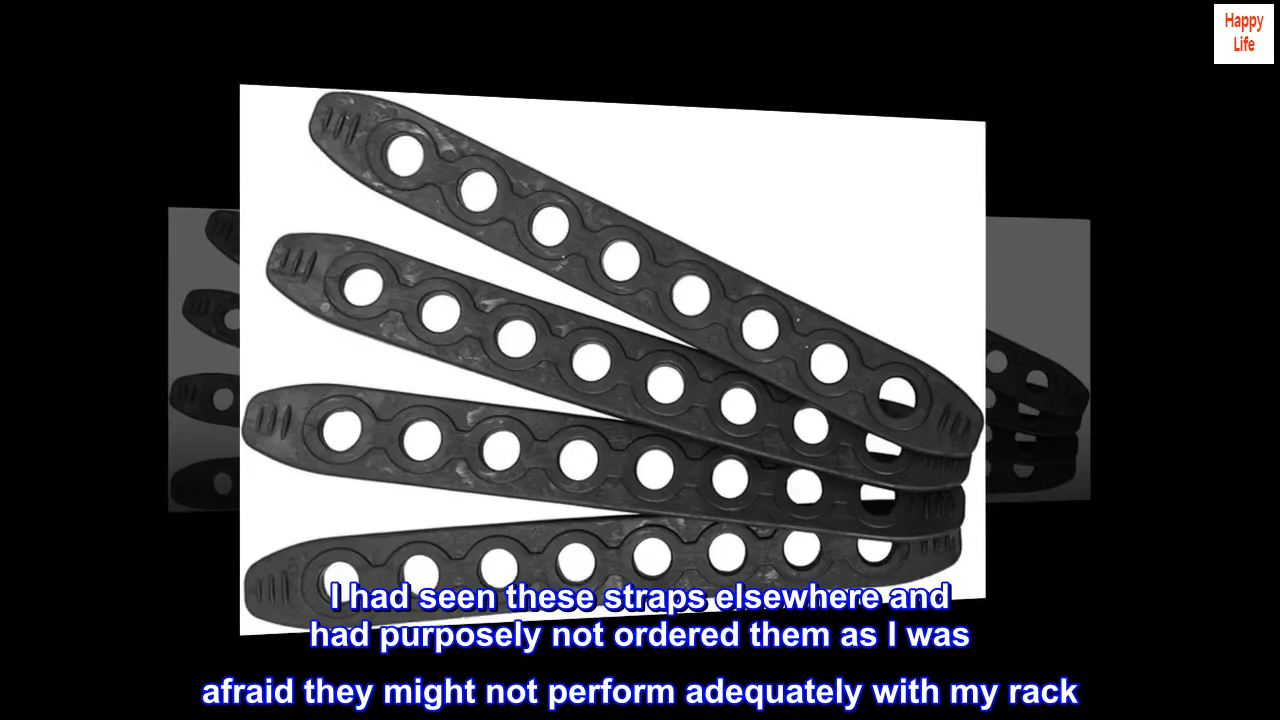 Happy
Life
I had seen these straps elsewhere and
had purposely not ordered them as I was
afraid they might not perform adequately with my rack